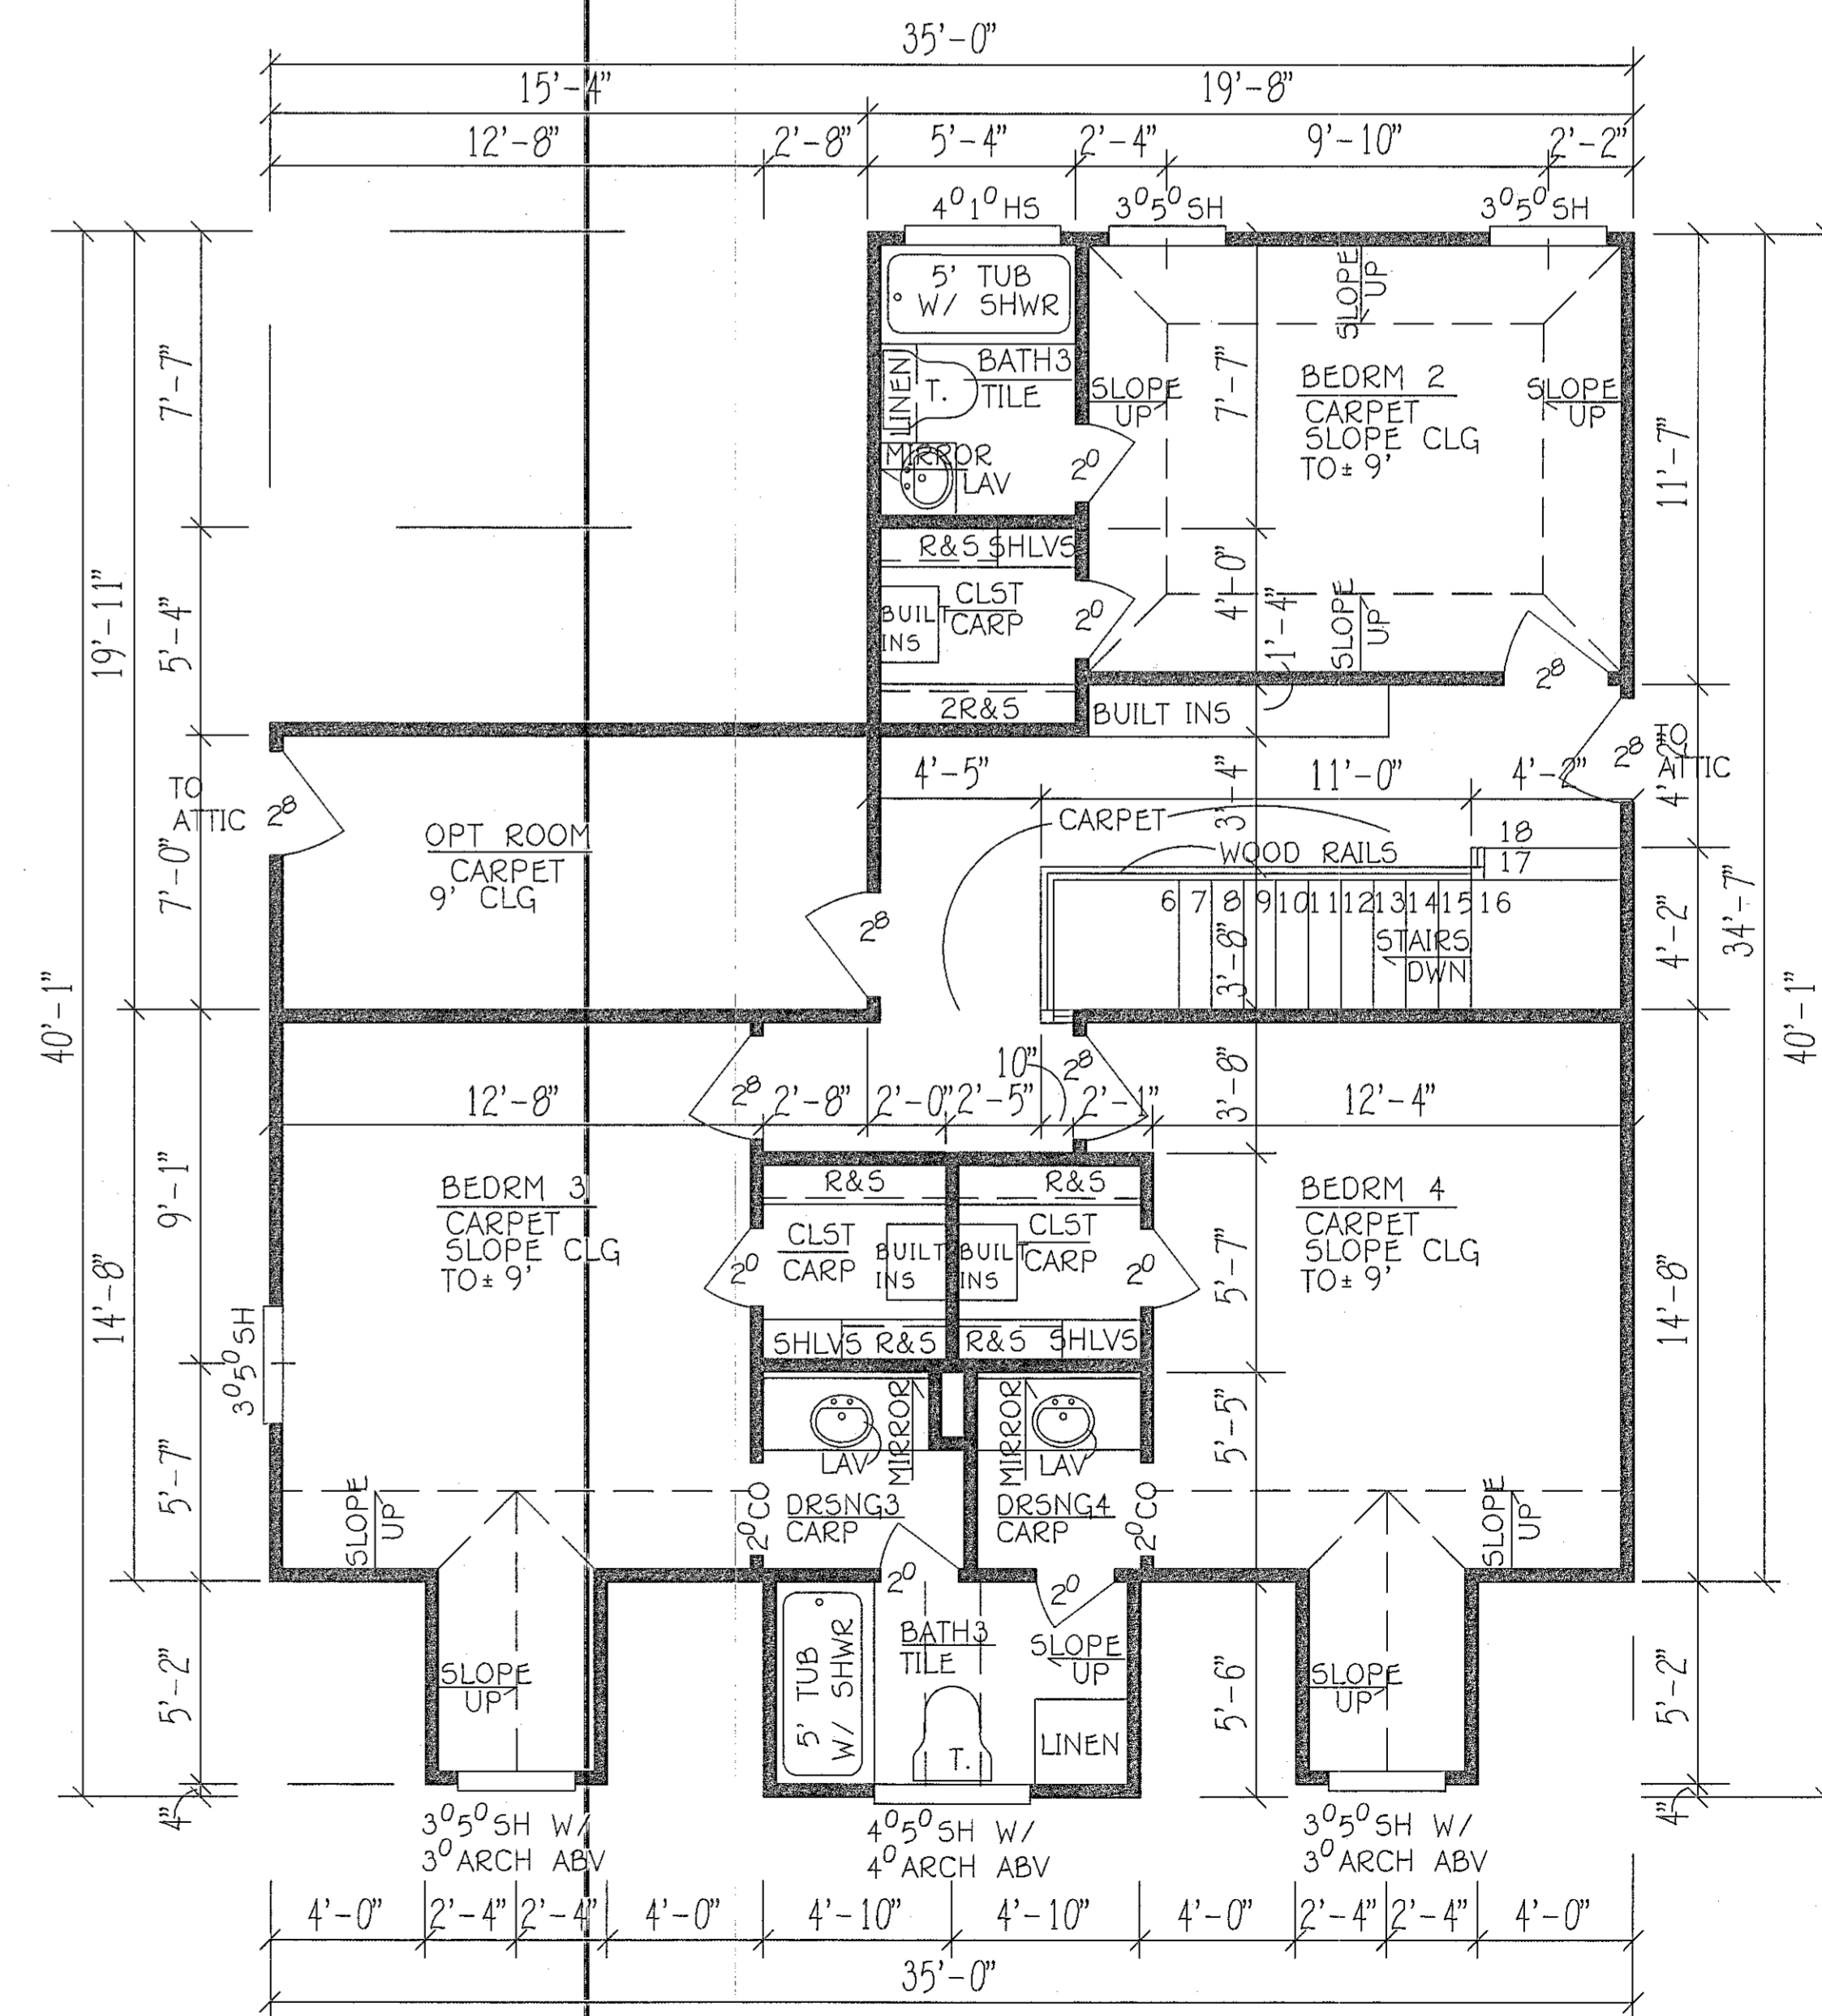 35'-0"
15'-4" 19'-8"
12'-8" 2'-8" 5'-4" 2'-4" 9'-10" 2'-2"
4⁰1⁰HS 3⁰5⁰SH 3⁰5⁰SH
5' TUB
W/ SHWR
SLOPE
UP
LINEN
T.
BATH3
TILE
MIRROR
LAV
2⁰
7'-7"
SLOPE
UP
BEDRM 2
CARPET
SLOPE CLG
TO± 9'
SLOPE
UP
7'-7"
11'-7"
R&S SHLVS
BUILT
INS
CLST
CARP
2⁰
4'-0"
1'-4"
SLOPE
UP
2⁸
2R&S
BUILT INS
19'-11"
5'-4"
TO
ATTIC
2⁸
OPT ROOM
CARPET
9' CLG
7'-0"
2⁸
4'-5" 11'-0" 4'-2"
3'-4"
2⁸
TO
ATTIC
4'-2"
CARPET
WOOD RAILS
18
17
6 7 8 9 10 11 12 13 14 15 16
STAIRS
DWN
3'-8"
4'-2"
34'-7"
40'-1"
40'-1"
10"
2⁸
2⁸
12'-8" 2'-8" 2'-0" 2'-5" 2'-1" 12'-4"
3'-8"
9'-1"
14'-8"
BEDRM 3
CARPET
SLOPE CLG
TO± 9'
R&S R&S
CLST
CARP
BUILT
INS
BUILT
INS
CLST
CARP
2⁰
2⁰
BEDRM 4
CARPET
SLOPE CLG
TO± 9'
5'-7"
14'-8"
SHLVS R&S R&S SHLVS
3⁰5⁰SH
MIRROR
LAV
MIRROR
LAV
5'-5"
5'-7"
SLOPE
UP
2⁰CO
DRSNG3
CARP
DRSNG4
CARP
2⁰CO
SLOPE
UP
2⁰
2⁰
5'-2"
SLOPE
UP
5' TUB
W/ SHWR
BATH3
TILE
SLOPE
UP
T.
LINEN
5'-6"
SLOPE
UP
5'-2"
4"
4"
3⁰5⁰SH W/
3⁰ARCH ABV
4⁰5⁰SH W/
4⁰ARCH ABV
3⁰5⁰SH W/
3⁰ARCH ABV
4'-0" 2'-4" 2'-4" 4'-0" 4'-10" 4'-10" 4'-0" 2'-4" 2'-4" 4'-0"
35'-0"